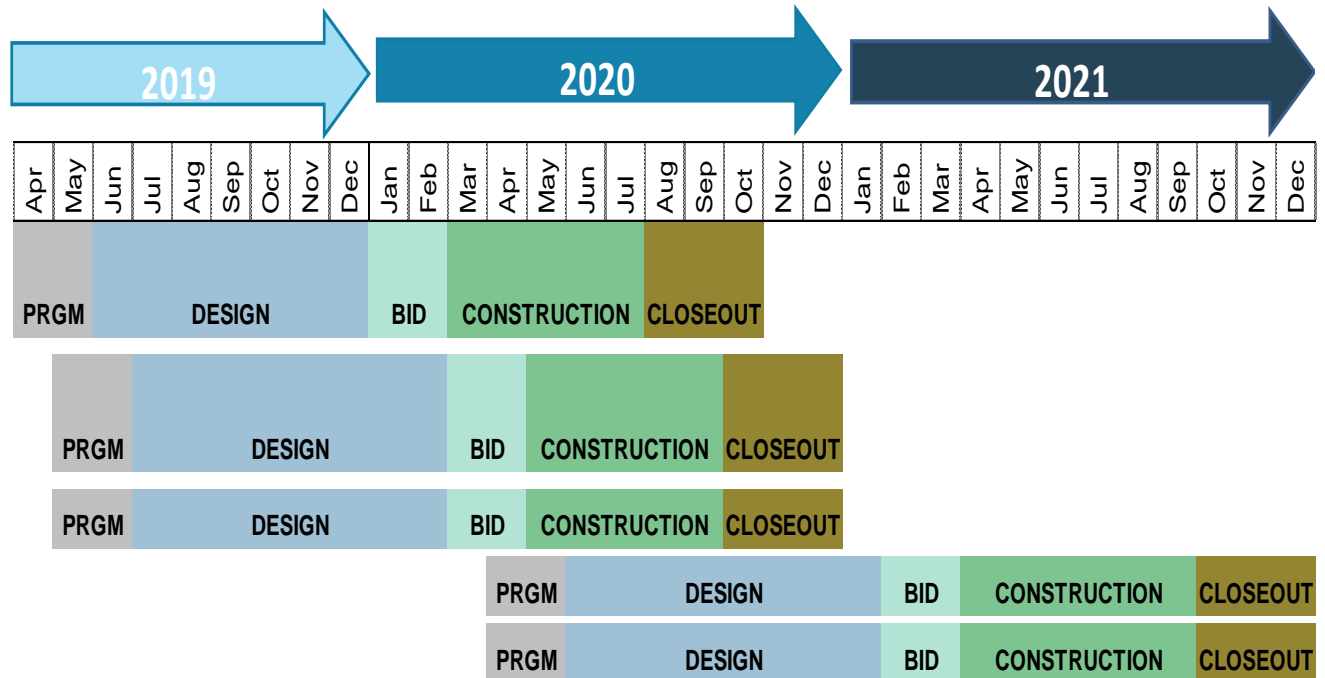 2019 2020 2021
Apr May Jun Jul Aug Sep Oct Nov Dec Jan Feb Mar Apr May Jun Jul Aug Sep Oct Nov Dec Jan Feb Mar Apr May Jun Jul Aug Sep Oct Nov Dec
PRGM DESIGN BID CONSTRUCTION CLOSEOUT
PRGM DESIGN BID CONSTRUCTION CLOSEOUT
PRGM DESIGN BID CONSTRUCTION CLOSEOUT
PRGM DESIGN BID CONSTRUCTION CLOSEOUT
PRGM DESIGN BID CONSTRUCTION CLOSEOUT